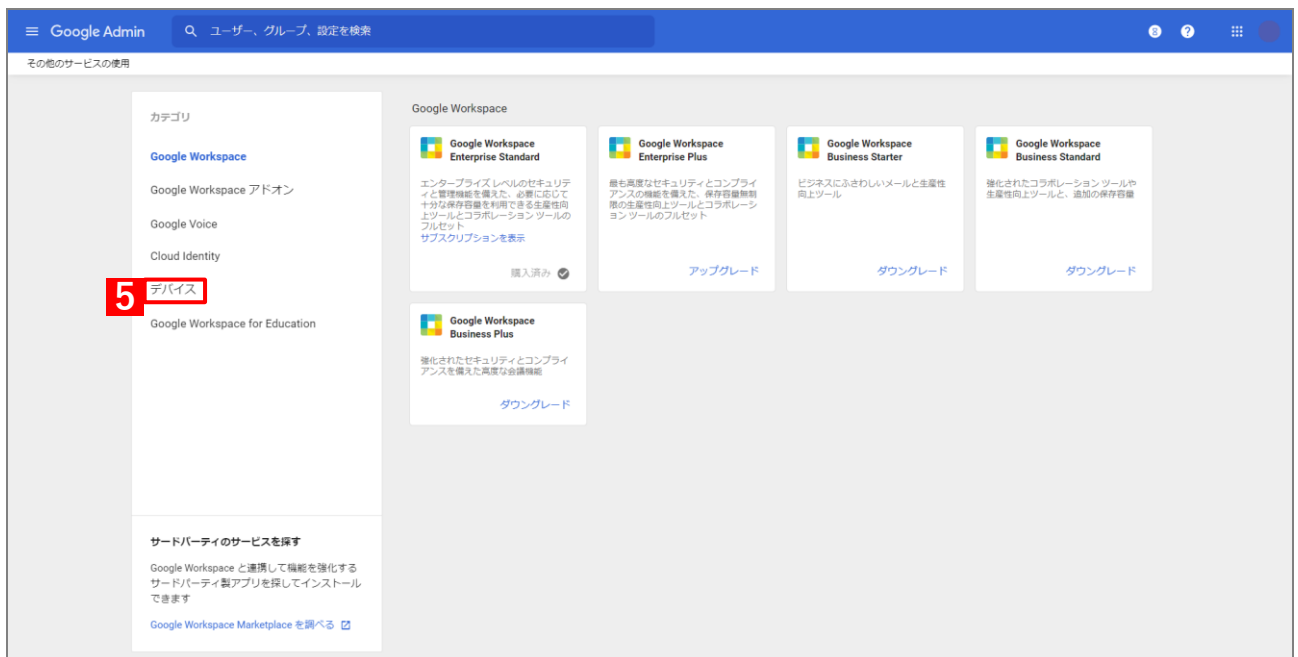 Google Admin
ユーザー、グループ、設定を検索
その他のサービスの使用
カテゴリ
Google Workspace
Google Workspace アドオン
Google Voice
Cloud Identity
5
デバイス
Google Workspace for Education
サードパーティのサービスを探す
Google Workspace と連携して機能を強化する
サードパーティ製アプリを探してインストール
できます
Google Workspace Marketplace を調べる
Google Workspace
Google Workspace
Enterprise Standard
エンタープライズ レベルのセキュリテ
ィと管理機能を備えた、必要に応じて
十分な保存容量を利用できる生産性向
上ツールとコラボレーション ツールの
フルセット
サブスクリプションを表示
購入済み
Google Workspace
Enterprise Plus
最も高度なセキュリティとコンプライ
アンスの機能を備えた、保存容量無制
限の生産性向上ツールとコラボレーシ
ョン ツールのフルセット
アップグレード
Google Workspace
Business Starter
ビジネスにふさわしいメールと生産性
向上ツール
ダウングレード
Google Workspace
Business Standard
強化されたコラボレーション ツールや
生産性向上ツールと、追加の保存容量
ダウングレード
Google Workspace
Business Plus
強化されたセキュリティとコンプライ
アンスを備えた高度な会議機能
ダウングレード